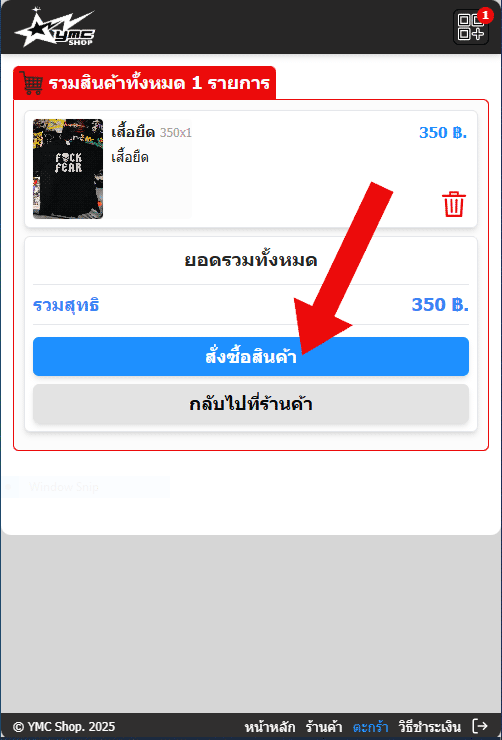 YMC
SHOP
1
รวมสินค้าทั้งหมด 1 รายการ
เสื้อยืด 350x1
350 ฿.
เสื้อยืด
F☠CK
FEAR
ยอดรวมทั้งหมด
รวมสุทธิ
350 ฿.
สั่งซื้อสินค้า
กลับไปที่ร้านค้า
Window Snip
© YMC Shop. 2025
หน้าหลัก ร้านค้า ตะกร้า วิธีชำระเงิน